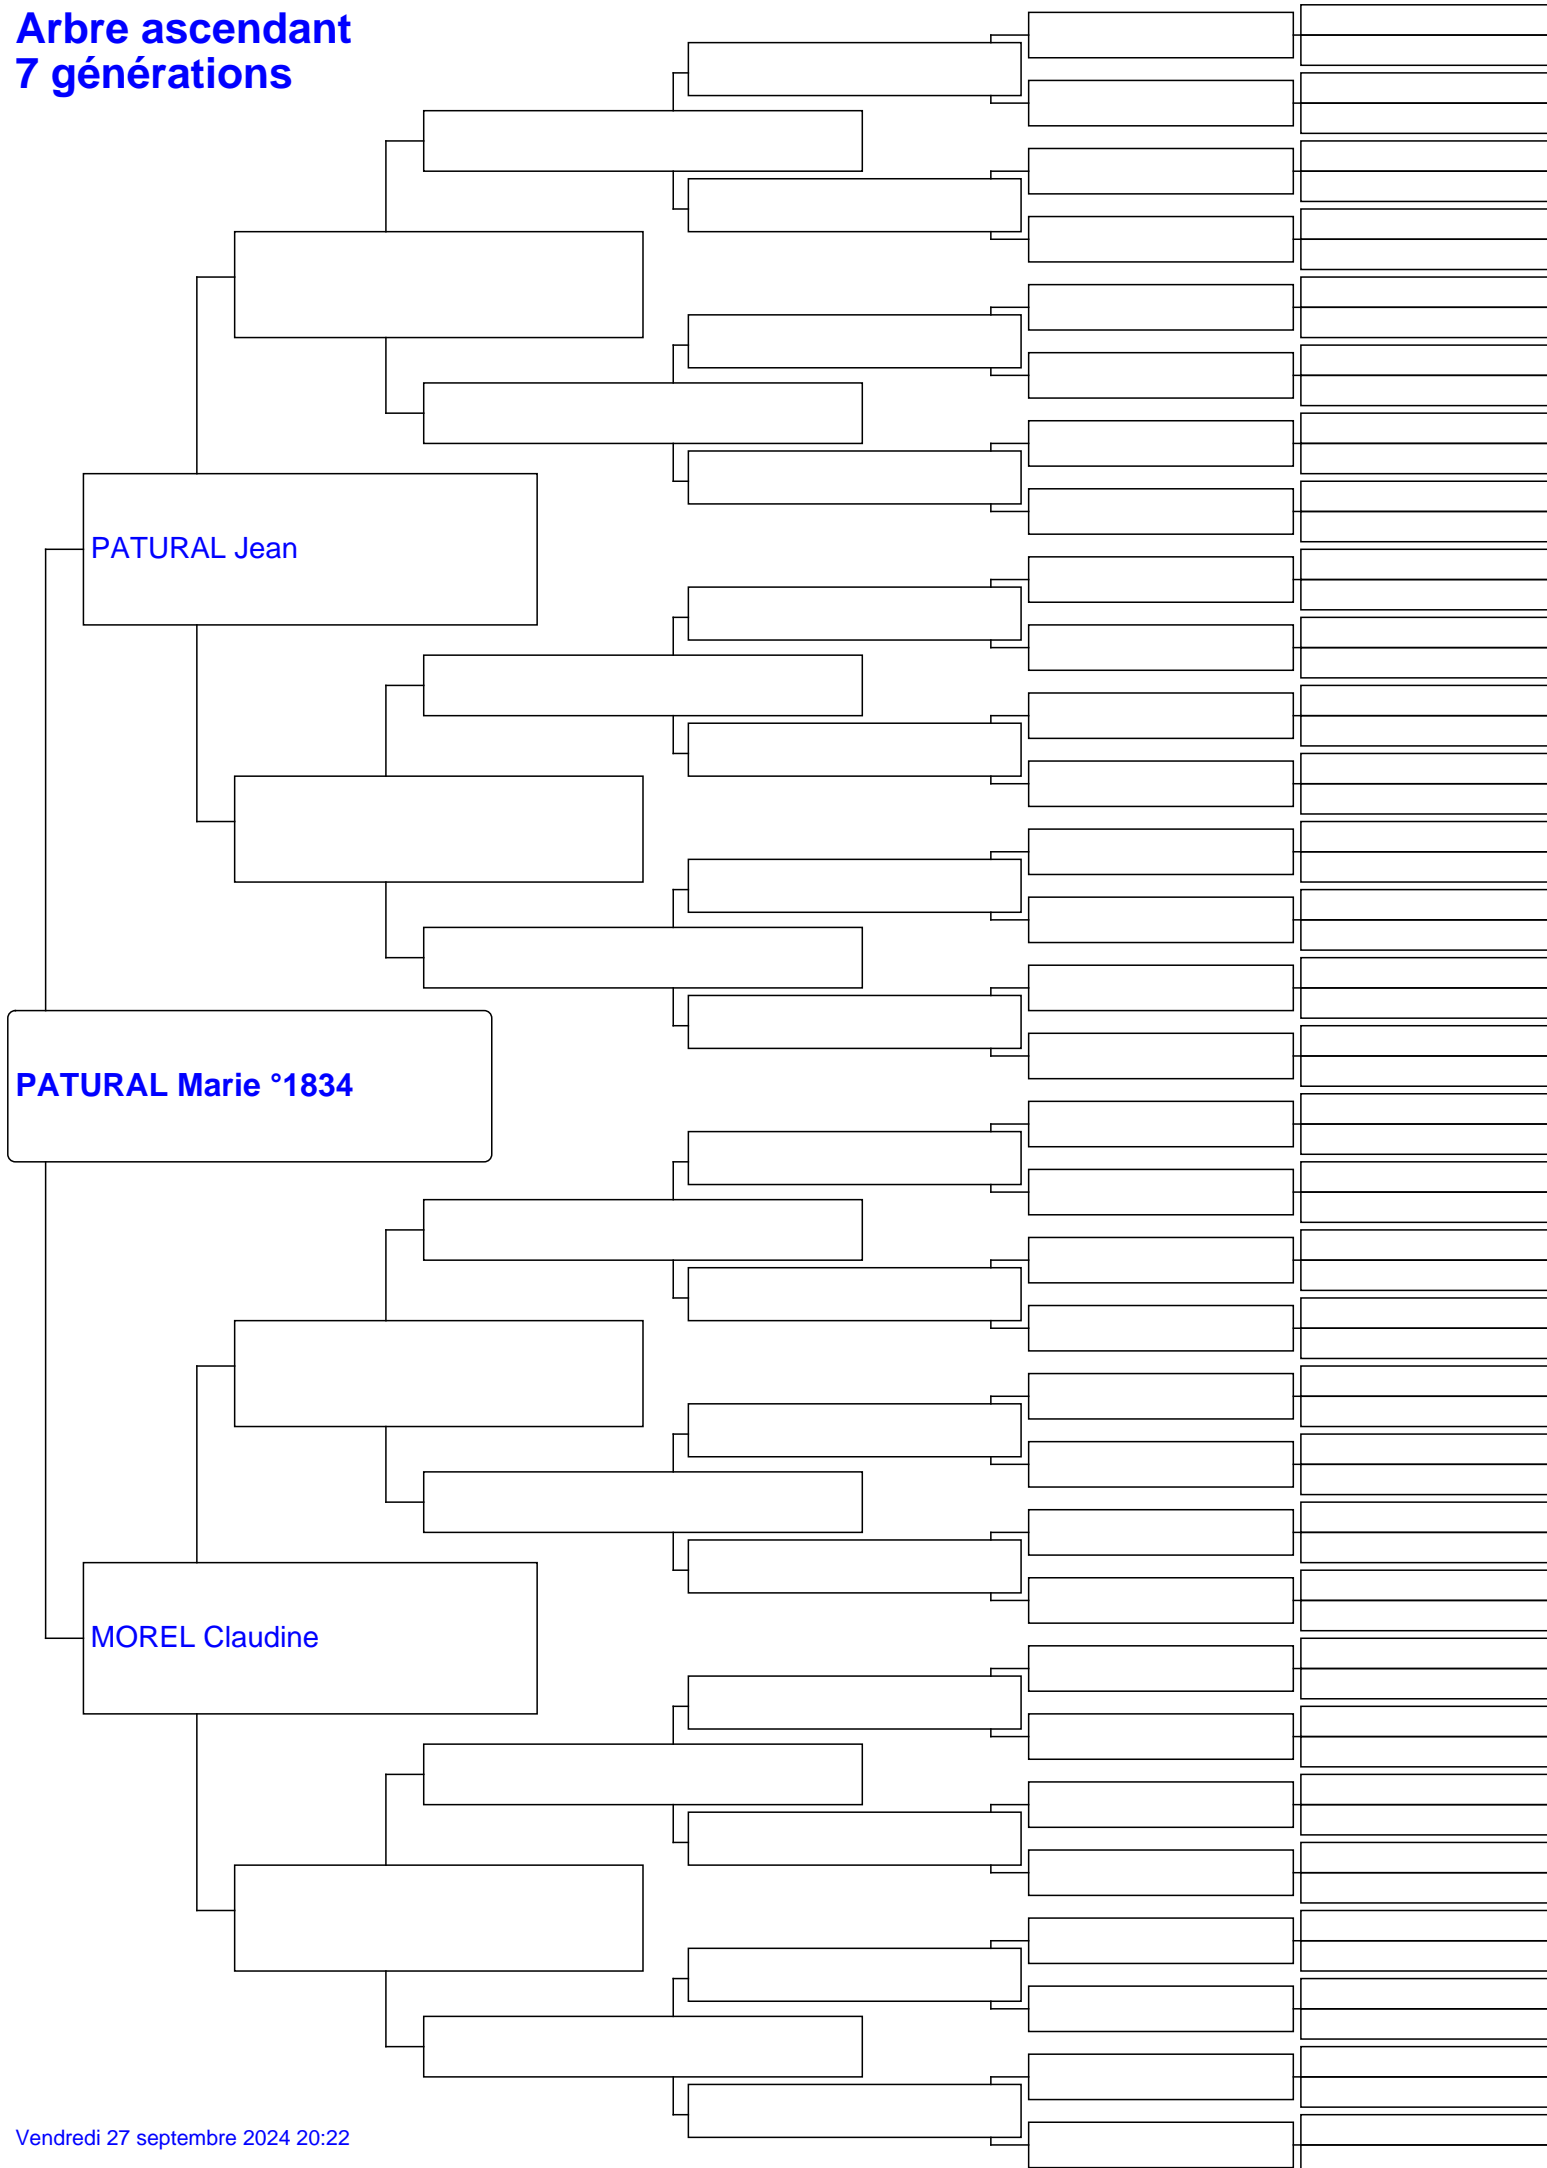 Arbre ascendant
7 générations
PATURAL Jean
PATURAL Marie °1834
MOREL Claudine
Vendredi 27 septembre 2024 20:22